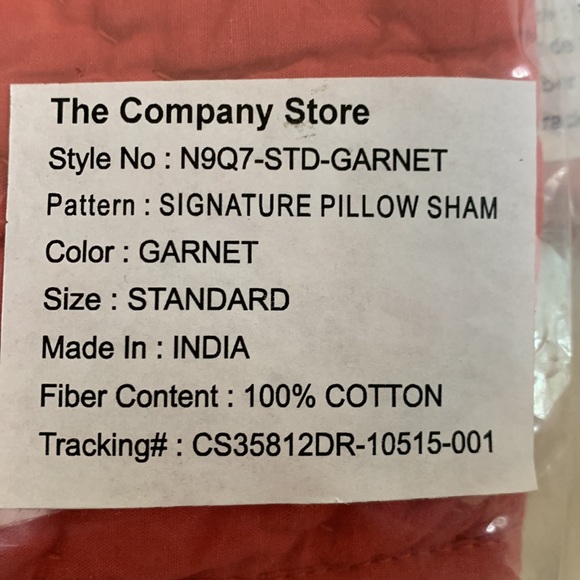 The Company Store
Style No : N9Q7-STD-GARNET
Pattern : SIGNATURE PILLOW SHAM
Color : GARNET
Size : STANDARD
Made In : INDIA
Fiber Content : 100% COTTON
Tracking# : CS35812DR-10515-001